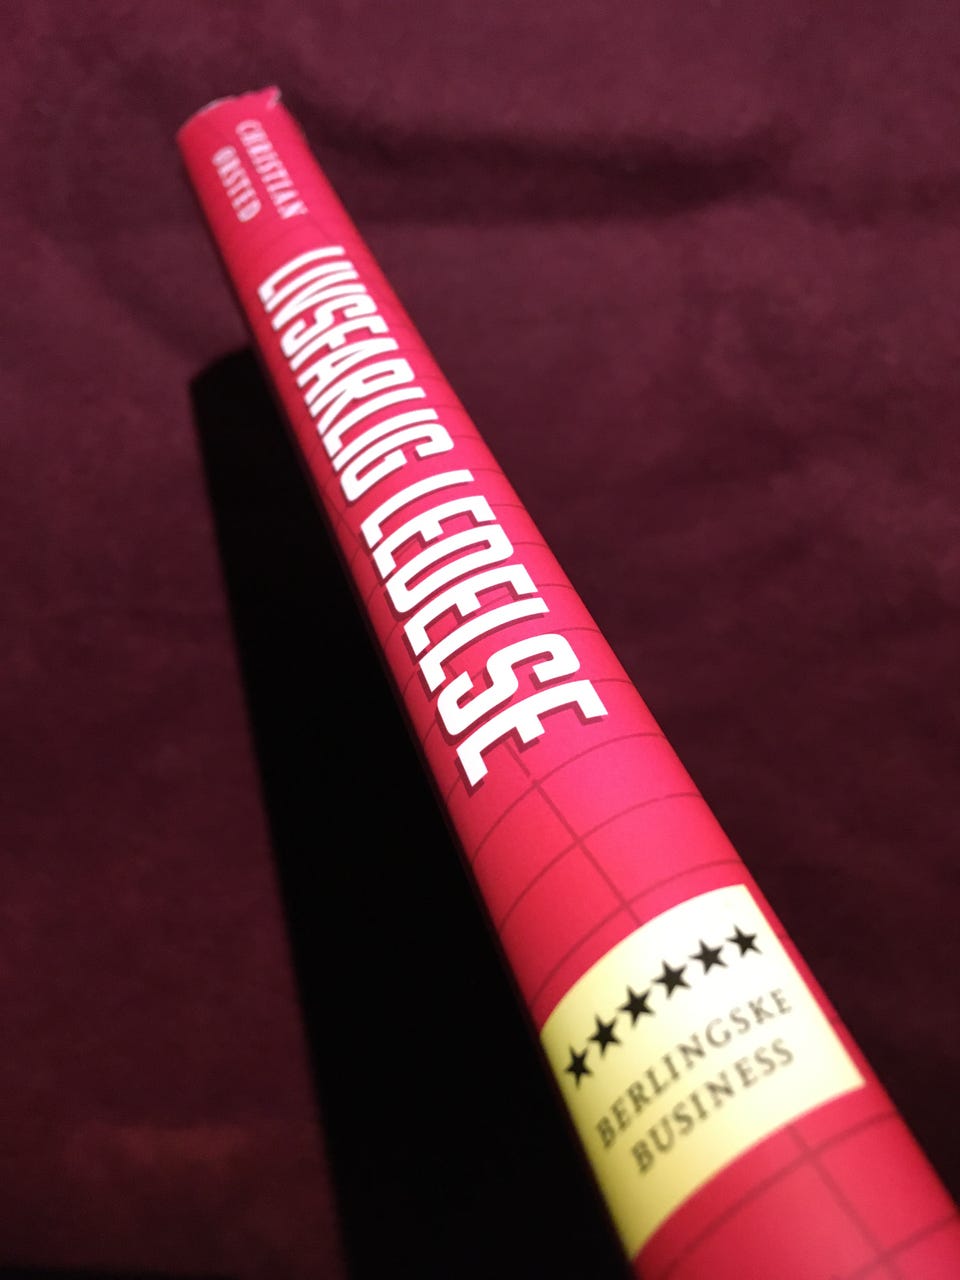 CHRISTIAN
ØRSTED
LIVSFARLIG LEDELSE
★★★★★★
BERLINGSKE
BUSINESS